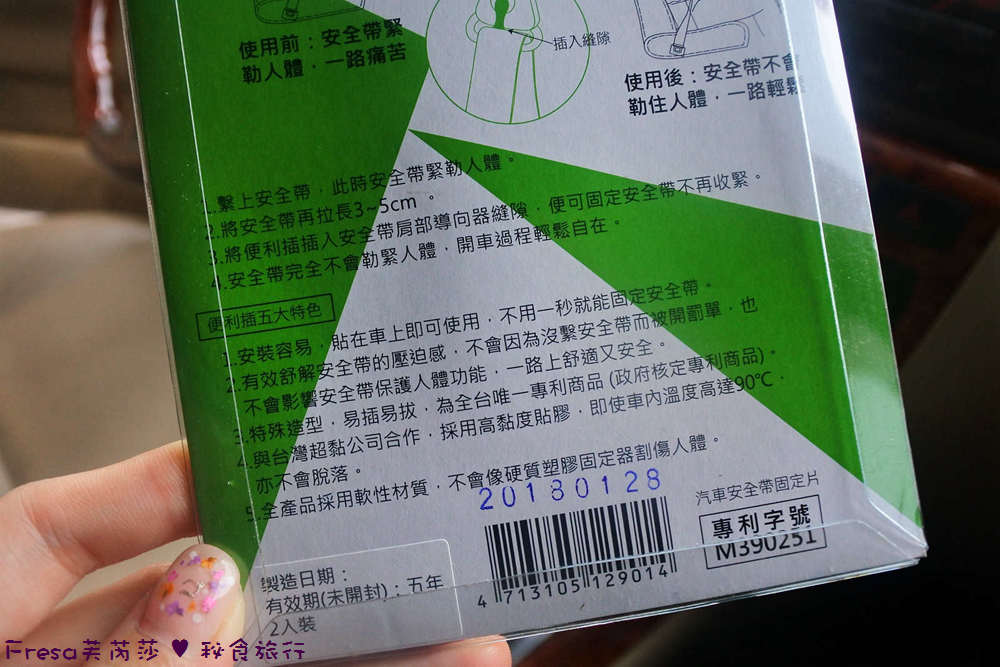 使用前：安全帶緊
勒人體．一路痛苦
插入縫隙
使用後：安全帶不會
勒住人體．一路輕鬆
1.繫上安全帶．此時安全帶緊勒人體。
2.將安全帶再拉長3~5cm 。
3.將便利插插入安全帶肩部導向器縫隙．便可固定安全帶不再收緊。
4.安全帶完全不會勒緊人體．開車過程輕鬆自在。
便利插五大特色
1.安裝容易．貼在車上即可使用．不用一秒就能固定安全帶。
2.有效舒解安全帶的壓迫感．不會因為沒繫安全帶而被開罰單．也
不會影響安全帶保護人體功能．一路上舒適又安全。
3.特殊造型．易插易拔．為全台唯一專利商品 (政府核定專利商品)。
4.與台灣超黏公司合作．採用高黏度貼膠．即使車內溫度高達90℃．
亦不會脫落。
5.全產品採用軟性材質．不會像硬質塑膠固定器割傷人體。
20180128
汽車安全帶固定片
專利字號
M390251
製造日期：
有效期(未開封)：五年
2入裝
4 713105 129014
Fresa芙芮莎 ♥ 秘食旅行